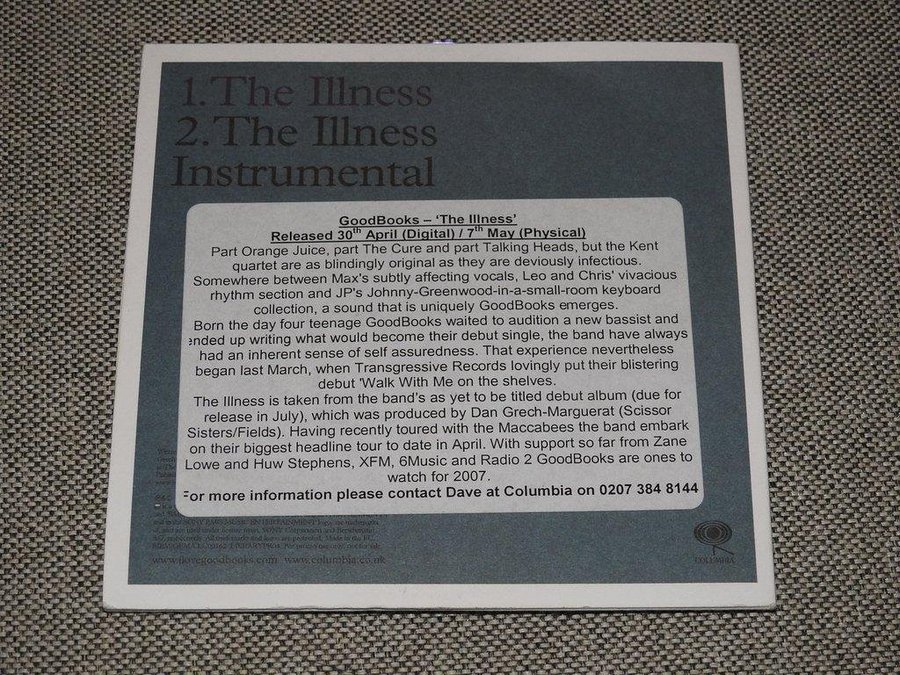 1. The Illness
2. The Illness
Instrumental
GoodBooks – ‘The Illness’
Released 30th April (Digital) / 7th May (Physical)
Part Orange Juice, part The Cure and part Talking Heads, but the Kent
quartet are as blindingly original as they are deviously infectious.
Somewhere between Max's subtly affecting vocals, Leo and Chris' vivacious
rhythm section and JP's Johnny-Greenwood-in-a-small-room keyboard
collection, a sound that is uniquely GoodBooks emerges.
Born the day four teenage GoodBooks waited to audition a new bassist and
ended up writing what would become their debut single, the band have always
had an inherent sense of self assuredness. That experience nevertheless
began last March, when Transgressive Records lovingly put their blistering
debut 'Walk With Me on the shelves.
The Illness is taken from the band's as yet to be titled debut album (due for
release in July), which was produced by Dan Grech-Marguerat (Scissor
Sisters/Fields). Having recently toured with the Maccabees the band embark
on their biggest headline tour to date in April. With support so far from Zane
Lowe and Huw Stephens, XFM, 6Music and Radio 2 GoodBooks are ones to
watch for 2007.
For more information please contact Dave at Columbia on 0207 384 8144
www.ilovegoodbooks.com www.columbia.co.uk
COLUMBIA